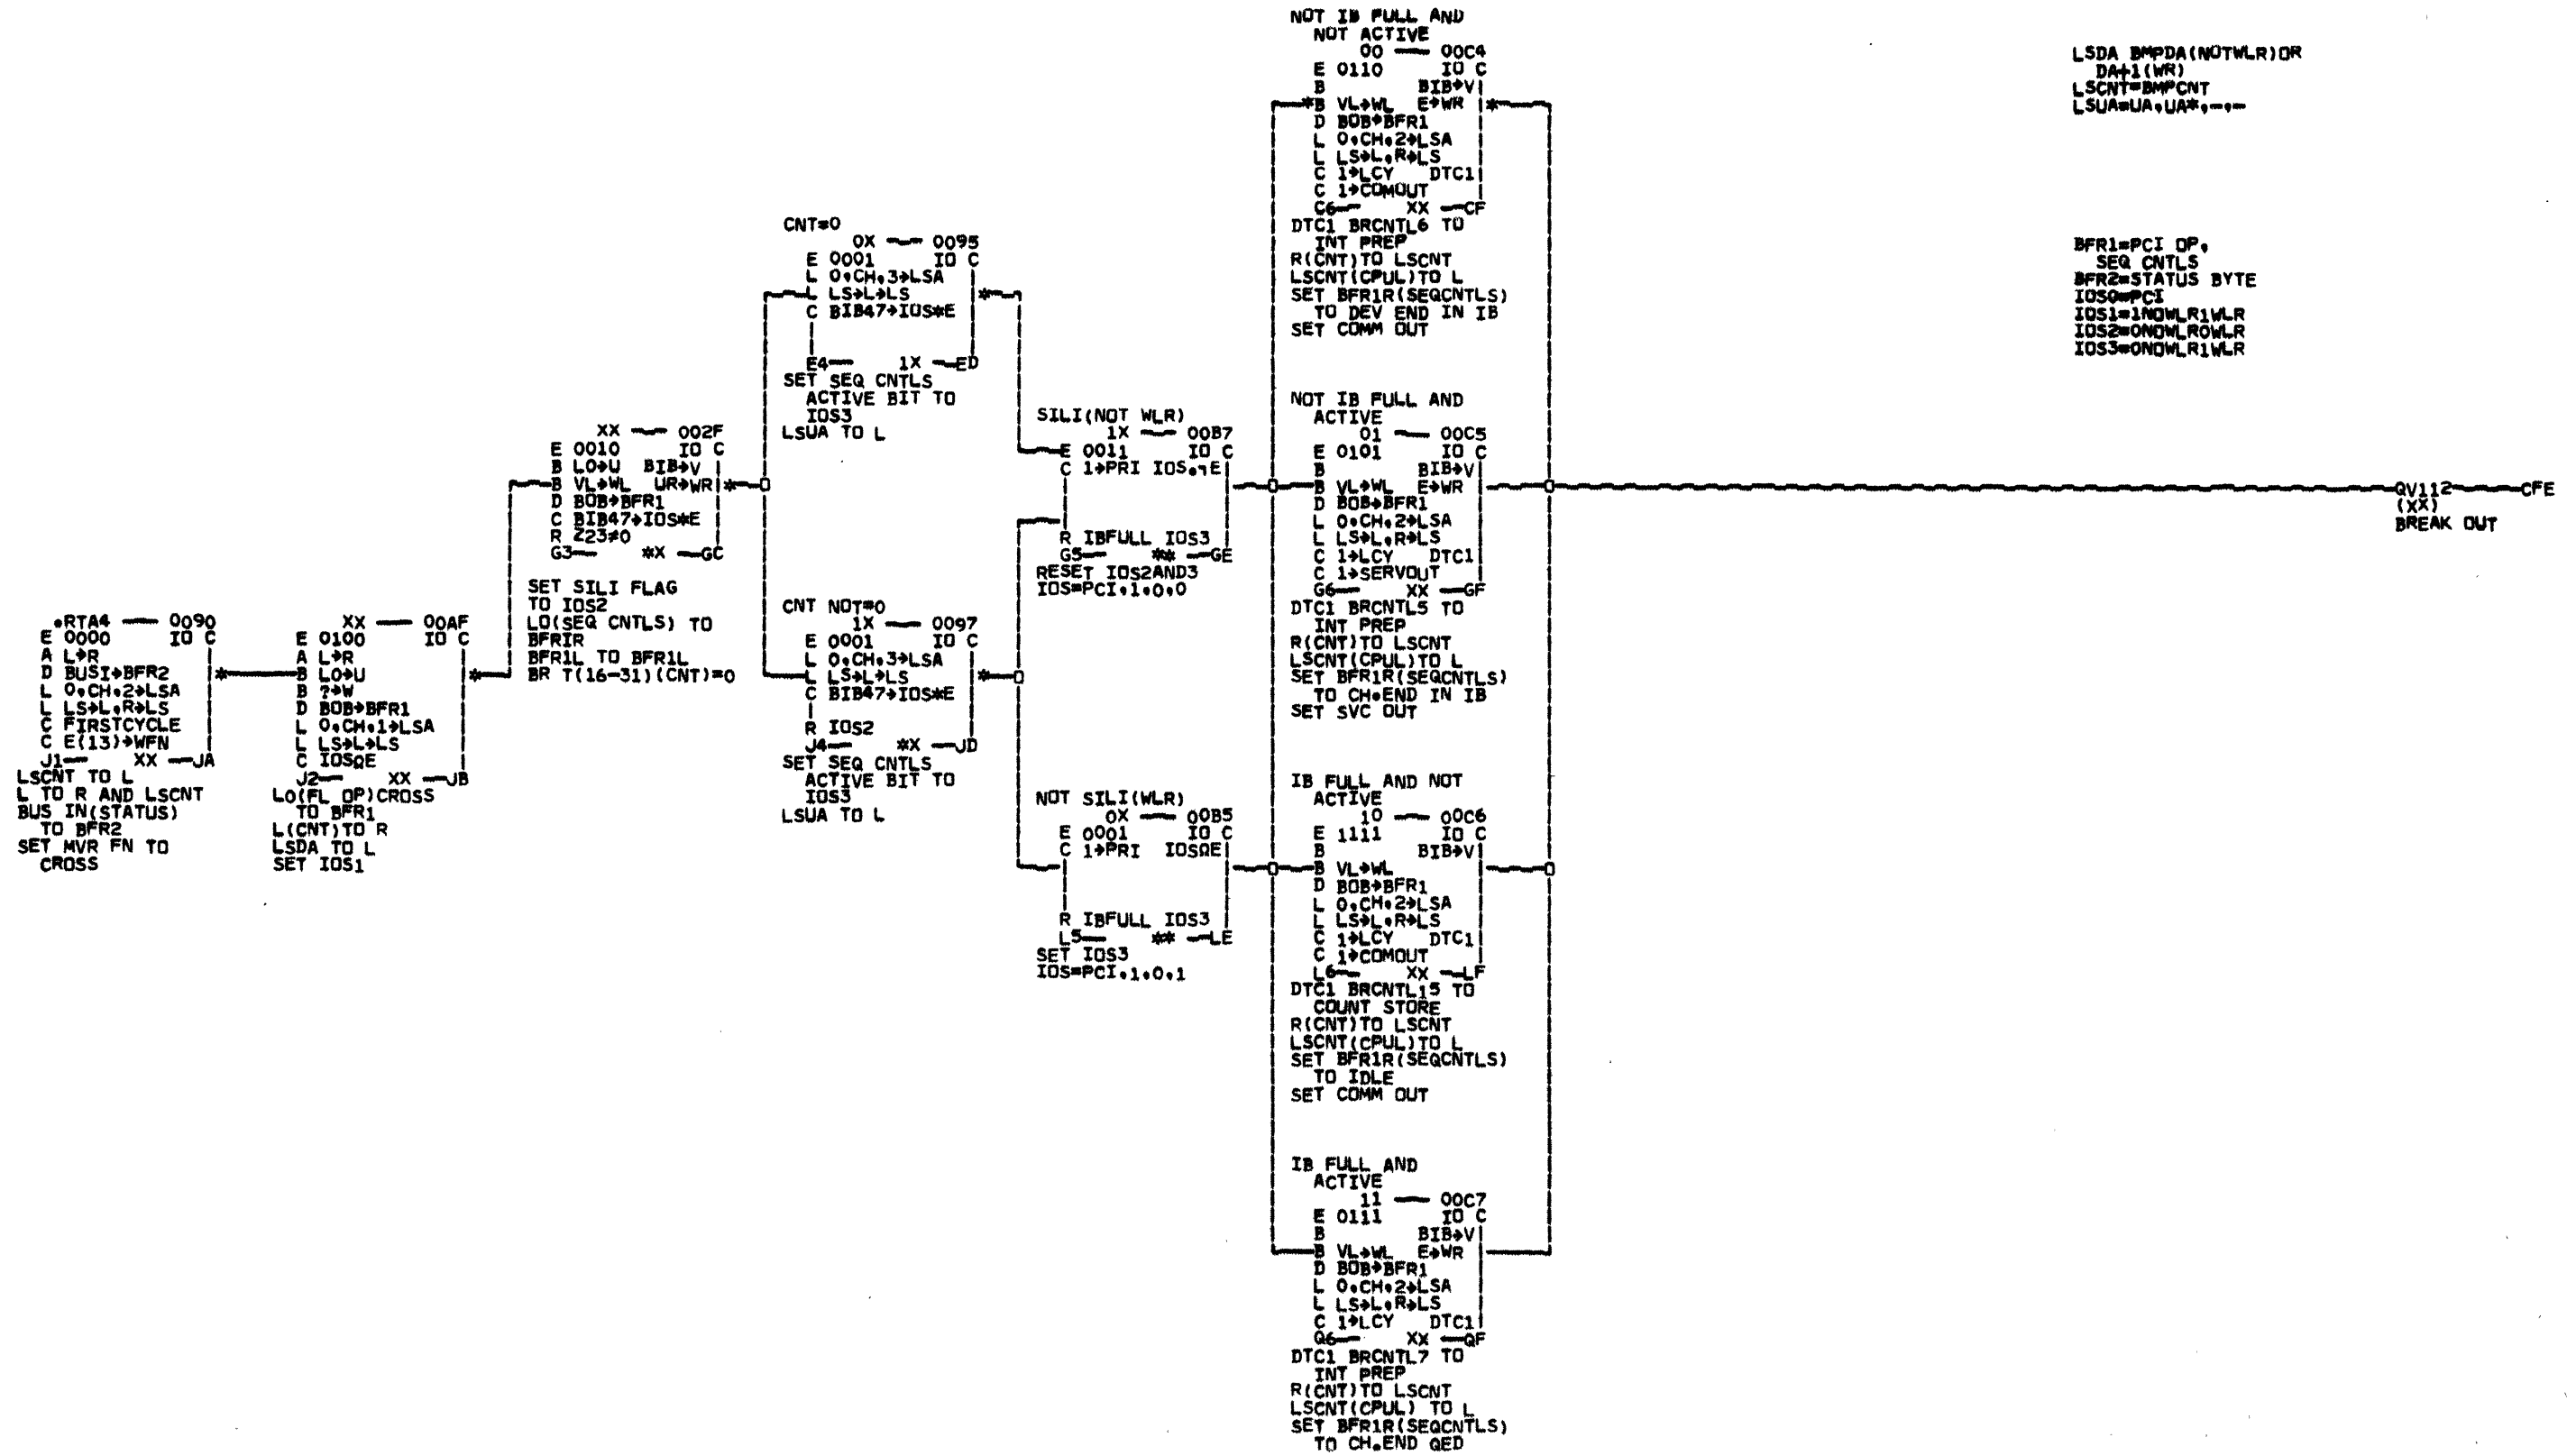 .RTA4 — 0090
E 0000 IO C
A L→R
D BUSI→BFR2
L 0,CH,2→LSA
L LS→L,R→LS
C FIRSTCYCLE
C E(13)→WFN
J1— XX —JA
LSCNT TO L
L TO R AND LSCNT
BUS IN(STATUS)
TO BFR2
SET MVR FN TO
CROSS
XX — 00AF
E 0100 IO C
A L→R
B L0→U
B ?→W
D BOB→BFR1
L 0,CH,1→LSA
L LS→L→LS
C IOSΩE
J2— XX —JB
L0(FL OP)CROSS
TO BFR1
L(CNT)TO R
LSDA TO L
SET IOS1
XX — 002F
E 0010 IO C
B L0→U BIB→V
B VL→WL UR→WR
D BOB→BFR1
C BIB47→IOS*E
R Z23≠0
G3— *X —GC
SET SILI FLAG
TO IOS2
L0(SEQ CNTLS) TO
BFRIR
BFR1L TO BFR1L
BR T(16-31)(CNT)=0
CNT=0
0X — 0095
E 0001 IO C
L 0,CH,3→LSA
L LS→L→LS
C BIB47→IOS*E
E4— 1X —ED
SET SEQ CNTLS
ACTIVE BIT TO
IOS3
LSUA TO L
CNT NOT=0
1X — 0097
E 0001 IO C
L 0,CH,3→LSA
L LS→L→LS
C BIB47→IOS*E
R IOS2
J4— *X —JD
SET SEQ CNTLS
ACTIVE BIT TO
IOS3
LSUA TO L
SILI(NOT WLR)
1X — 00B7
E 0011 IO C
C 1→PRI IOS,¬E
R IBFULL IOS3
G5— ** —GE
RESET IOS2AND3
IOS=PCI,1,0,0
NOT SILI(WLR)
0X — 00B5
E 0001 IO C
C 1→PRI IOSΩE
R IBFULL IOS3
L5— ** —LE
SET IOS3
IOS=PCI,1,0,1
NOT IB FULL AND
NOT ACTIVE
00 — 00C4
E 0110 IO C
B BIB→V
*B VL→WL E→WR
D BOB→BFR1
L 0,CH,2→LSA
L LS→L,R→LS
C 1→LCY DTC1
C 1→COMOUT
C6— XX —CF
DTC1 BRCNTL6 TO
INT PREP
R(CNT)TO LSCNT
LSCNT(CPUL)TO L
SET BFR1R(SEQCNTLS)
TO DEV END IN IB
SET COMM OUT
NOT IB FULL AND
ACTIVE
01 — 00C5
E 0101 IO C
B BIB→V
B VL→WL E→WR
D BOB→BFR1
L 0,CH,2→LSA
L LS→L,R→LS
C 1→LCY DTC1
C 1→SERVOUT
G6— XX —GF
DTC1 BRCNTL5 TO
INT PREP
R(CNT)TO LSCNT
LSCNT(CPUL)TO L
SET BFR1R(SEQCNTLS)
TO CH.END IN IB
SET SVC OUT
IB FULL AND NOT
ACTIVE
10 — 00C6
E 1111 IO C
B BIB→V
B VL→WL
D BOB→BFR1
L 0,CH,2→LSA
L LS→L,R→LS
C 1→LCY DTC1
C 1→COMOUT
L6— XX —LF
DTC1 BRCNTL15 TO
COUNT STORE
R(CNT)TO LSCNT
LSCNT(CPUL)TO L
SET BFR1R(SEQCNTLS)
TO IDLE
SET COMM OUT
IB FULL AND
ACTIVE
11 — 00C7
E 0111 IO C
B BIB→V
B VL→WL E→WR
D BOB→BFR1
L 0,CH,2→LSA
L LS→L,R→LS
C 1→LCY DTC1
Q6— XX —QF
DTC1 BRCNTL7 TO
INT PREP
R(CNT)TO LSCNT
LSCNT(CPUL) TO L
SET BFR1R(SEQCNTLS)
TO CH.END QED
LSDA BMPDA(NOTWLR)OR
DA+1(WR)
LSCNT=BMPCNT
LSUA=UA,UA*,-,-
BFR1=PCI OP,
SEQ CNTLS
BFR2=STATUS BYTE
IOS0=PCI
IOS1=1NOWLR1WLR
IOS2=0NOWLR0WLR
IOS3=0NOWLR1WLR
QV112—CFE
(XX)
BREAK OUT